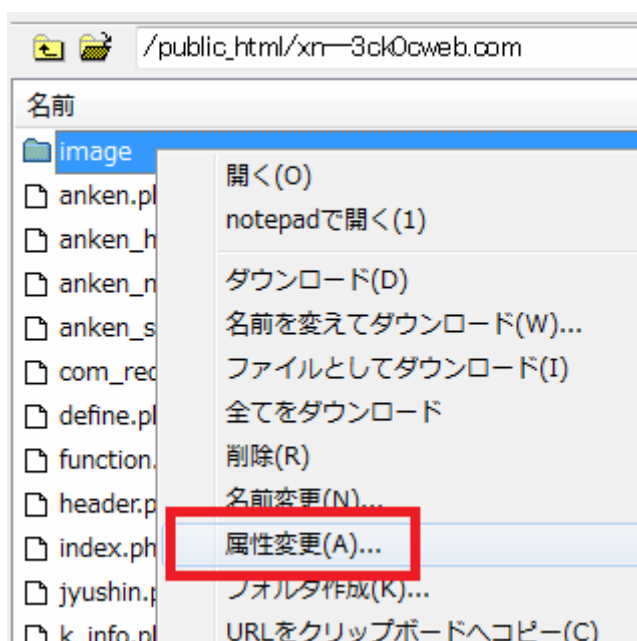 /public_html/xn—3ck0cweb.com
名前
image
開く(O)
anken.pl
notepadで開く(1)
anken_h
ダウンロード(D)
anken_n
名前を変えてダウンロード(W)...
anken_s
ファイルとしてダウンロード(I)
com_rec
全てをダウンロード
define.pl
削除(R)
function.
名前変更(N)...
header.p
属性変更(A)...
index.ph
フォルダ作成(K)...
jyushin.p
URLをクリップボードへコピー(C)
k_info.pl